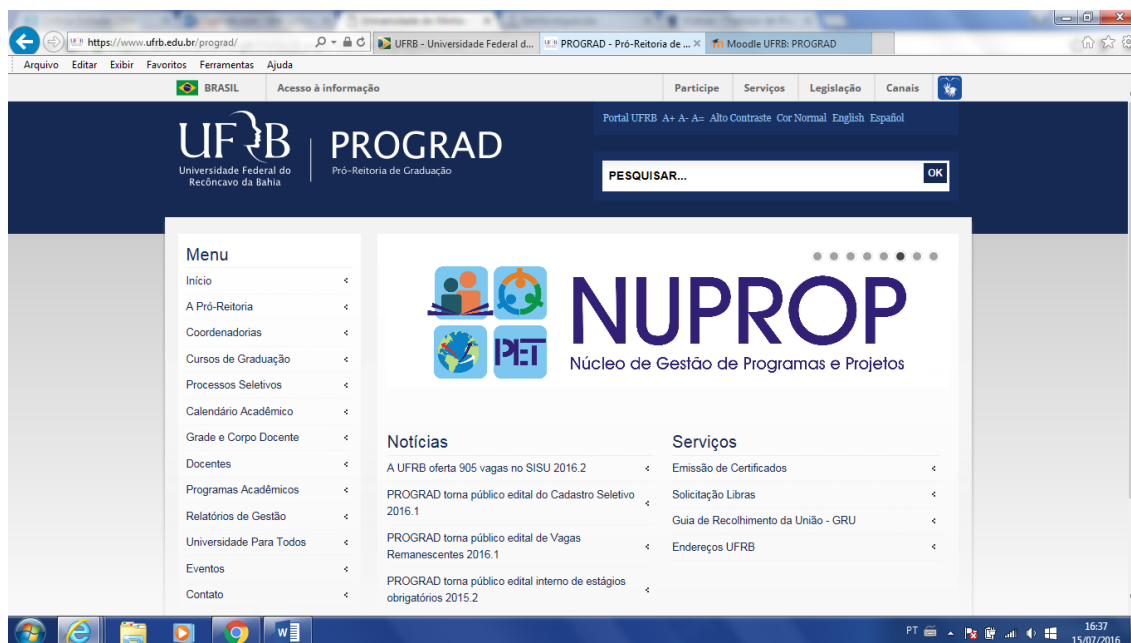 https://www.ufrb.edu.br/prograd/
UFRB - Universidade Federal d...
PROGRAD - Pró-Reitoria de ...
Moodle UFRB: PROGRAD
Arquivo Editar Exibir Favoritos Ferramentas Ajuda
BRASIL Acesso à informação Participe Serviços Legislação Canais
Portal UFRB A+ A- A= Alto Contraste Cor Normal English Español
UFRB
Universidade Federal do
Recôncavo da Bahia
PROGRAD
Pró-Reitoria de Graduação
PESQUISAR... OK
Menu
Início
A Pró-Reitoria
Coordenadorias
Cursos de Graduação
Processos Seletivos
Calendário Acadêmico
Grade e Corpo Docente
Docentes
Programas Acadêmicos
Relatórios de Gestão
Universidade Para Todos
Eventos
Contato
PET
NUPROP
Núcleo de Gestão de Programas e Projetos
Notícias
A UFRB oferta 905 vagas no SISU 2016.2
PROGRAD torna público edital do Cadastro Seletivo
2016.1
PROGRAD torna público edital de Vagas
Remanescentes 2016.1
PROGRAD torna público edital interno de estágios
obrigatórios 2015.2
Serviços
Emissão de Certificados
Solicitação Libras
Guia de Recolhimento da União - GRU
Endereços UFRB
PT
16:37
15/07/2016